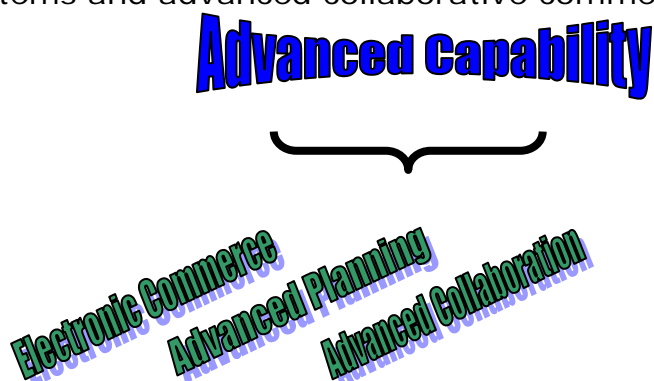 and advanced collaborative
Advanced Capability
Electronic Commerce
Advanced Planning
Advanced Collaboration